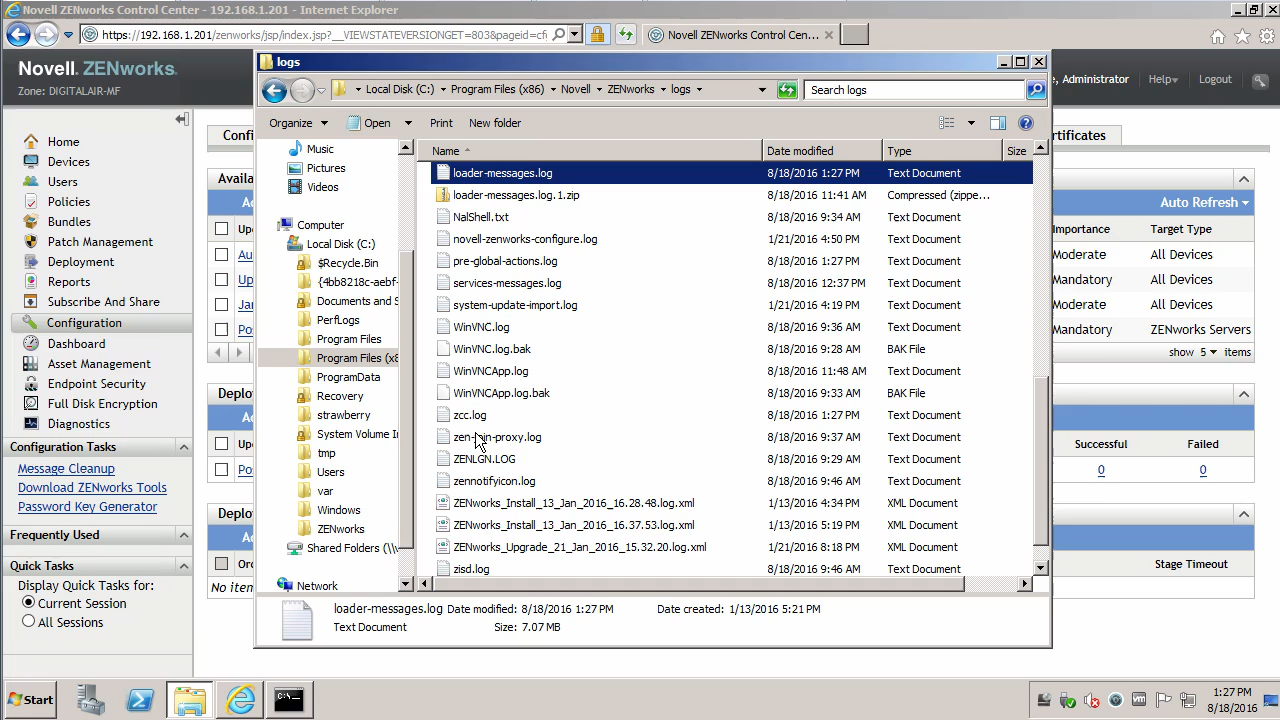 Novell ZENworks Control Center - 192.168.1.201 - Internet Explorer
https://192.168.1.201/zenworks/jsp/index.jsp?__VIEWSTATEVERSIONGET=803&pageid=cf
Novell ZENworks Control Cen...
Novell ZENworks.
Zone: DIGITALAIR-MF
, Administrator
Help
Logout
Home
Devices
Users
Policies
Bundles
Patch Management
Deployment
Reports
Subscribe And Share
Configuration
Dashboard
Asset Management
Endpoint Security
Full Disk Encryption
Diagnostics
Configuration Tasks
Message Cleanup
Download ZENworks Tools
Password Key Generator
Frequently Used
Quick Tasks
Display Quick Tasks for:
Current Session
All Sessions
Confi
Availa
Ac
Up
Au
Up
Jar
Po
Deploy
Ac
Up
Po
Deploy
Ac
Or
No item
logs
Local Disk (C:)
Program Files (x86)
Novell
ZENworks
logs
Search logs
Organize
Open
Print
New folder
Music
Pictures
Videos
Computer
Local Disk (C:)
$Recycle.Bin
{4bb8218c-aebf-
Documents and S
PerfLogs
Program Files
Program Files (x8
ProgramData
Recovery
strawberry
System Volume I
tmp
Users
var
Windows
ZENworks
Shared Folders (\\
Network
Name Date modified Type Size
loader-messages.log 8/18/2016 1:27 PM Text Document
loader-messages.log.1.zip 8/18/2016 11:41 AM Compressed (zippe...
NalShell.txt 8/18/2016 9:34 AM Text Document
novell-zenworks-configure.log 1/21/2016 4:50 PM Text Document
pre-global-actions.log 8/18/2016 1:27 PM Text Document
services-messages.log 8/18/2016 12:37 PM Text Document
system-update-import.log 1/21/2016 4:19 PM Text Document
WinVNC.log 8/18/2016 9:36 AM Text Document
WinVNC.log.bak 8/18/2016 9:28 AM BAK File
WinVNCApp.log 8/18/2016 11:48 AM Text Document
WinVNCApp.log.bak 8/18/2016 9:33 AM BAK File
zcc.log 8/18/2016 1:27 PM Text Document
zen-join-proxy.log 8/18/2016 9:37 AM Text Document
ZENLGN.LOG 8/18/2016 9:29 AM Text Document
zennotifyicon.log 8/18/2016 9:46 AM Text Document
ZENworks_Install_13_Jan_2016_16.28.48.log.xml 1/13/2016 4:34 PM XML Document
ZENworks_Install_13_Jan_2016_16.37.53.log.xml 1/13/2016 5:19 PM XML Document
ZENworks_Upgrade_21_Jan_2016_15.32.20.log.xml 1/21/2016 8:18 PM XML Document
zisd.log 8/18/2016 9:46 AM Text Document
loader-messages.log Date modified: 8/18/2016 1:27 PM Date created: 1/13/2016 5:21 PM
Text Document Size: 7.07 MB
ertificates
Auto Refresh
Importance Target Type
Moderate All Devices
Mandatory All Devices
Moderate All Devices
Mandatory ZENworks Servers
show 5 items
Successful Failed
0 0
Stage Timeout
Start
1:27 PM
8/18/2016